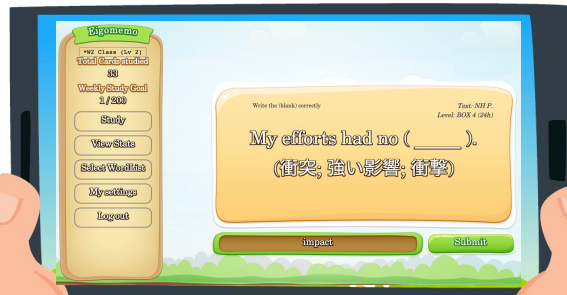 Elgomemo
*W2 Class (Lv 2)
Total Cards studied
33
Weekly Study Goal
1 / 200
Study
View Stats
Select WordList
My settings
Log out
Write the (blank) correctly
Text: NH P.
Level: BOX 4 (24h)
My efforts had no ( _____ ).
(衝突; 強い影響; 衝撃)
impact
Submit